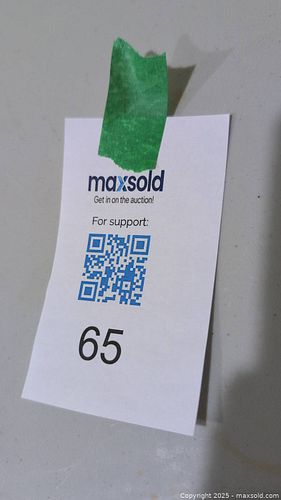 maxsold
Get in on the auction!
For support:
65
Copyright © 2025 - maxsold.com